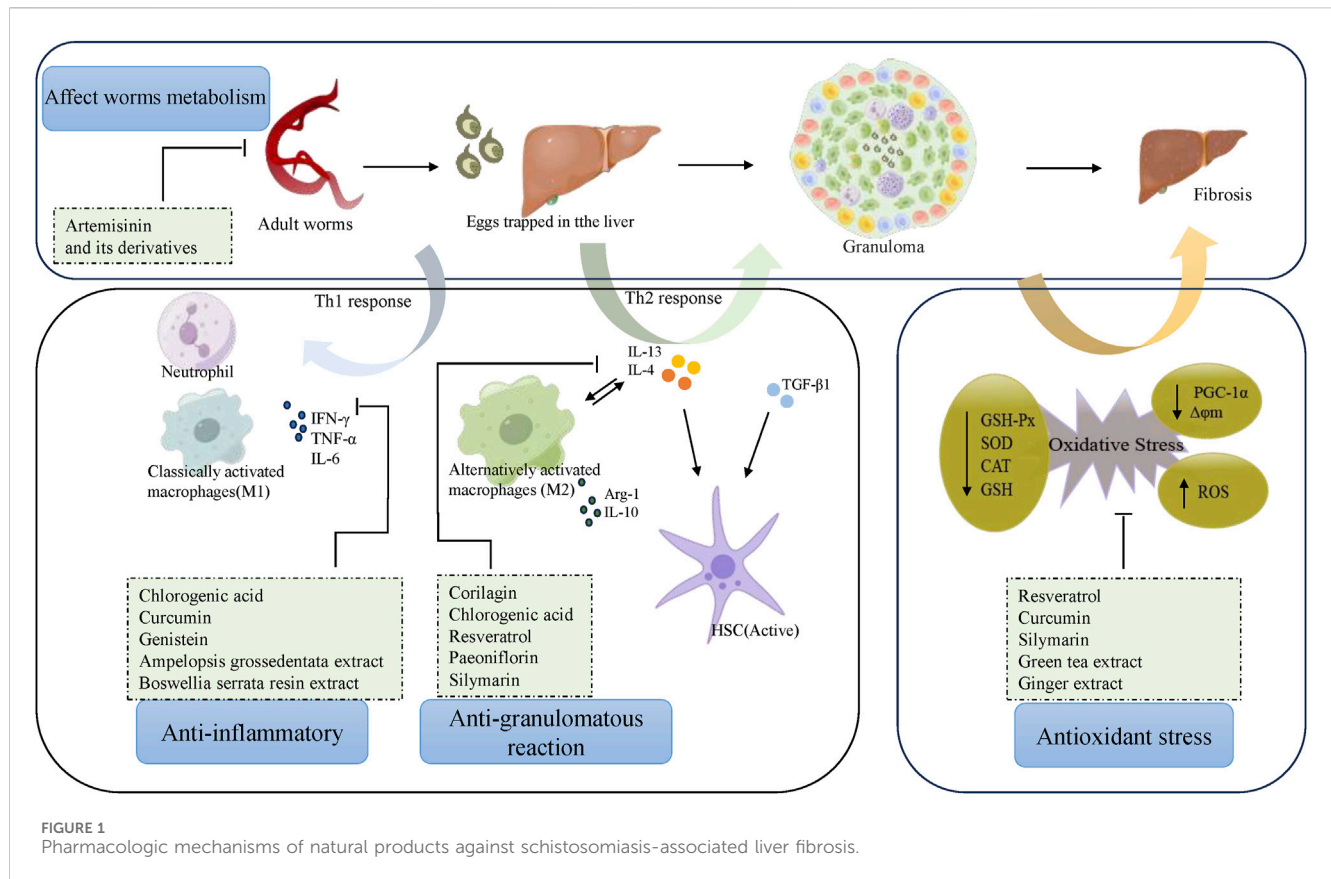 Affect worms metabolism
Artemisinin
and its derivatives
Adult worms
Eggs trapped in tthe liver
Granuloma
Fibrosis
Th1 response
Th2 response
Neutrophil
Classically activated
macrophages(M1)
IFN-γ
TNF-α
IL-6
IL-13
IL-4
Alternatively activated
macrophages (M2)
Arg-1
IL-10
TGF-β1
HSC(Active)
Chlorogenic acid
Curcumin
Genistein
Ampelopsis grossedentata extract
Boswellia serrata resin extract
Anti-inflammatory
Corilagin
Chlorogenic acid
Resveratrol
Paeoniflorin
Silymarin
Anti-granulomatous
reaction
GSH-Px
SOD
CAT
GSH
Oxidative Stress
PGC-1α
Δφm
ROS
Resveratrol
Curcumin
Silymarin
Green tea extract
Ginger extract
Antioxidant stress
FIGURE 1
Pharmacologic mechanisms of natural products against schistosomiasis-associated liver fibrosis.